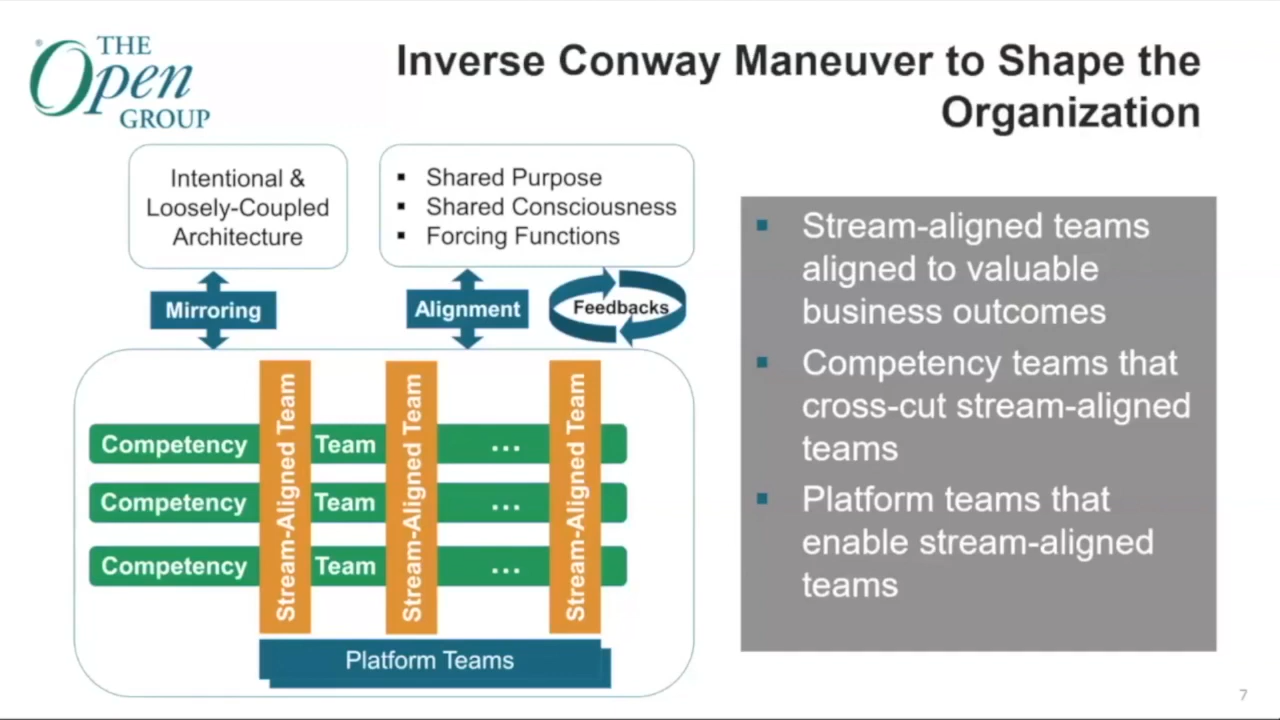 ®
THE
Open
GROUP
Inverse Conway Maneuver to Shape the
Organization
Intentional &
Loosely-Coupled
Architecture
▪ Shared Purpose
▪ Shared Consciousness
▪ Forcing Functions
Mirroring
Alignment
Feedbacks
Competency Team ...
Competency Team ...
Competency Team ...
Stream-Aligned Team
Stream-Aligned Team
Stream-Aligned Team
Platform Teams
▪ Stream-aligned teams
aligned to valuable
business outcomes
▪ Competency teams that
cross-cut stream-aligned
teams
▪ Platform teams that
enable stream-aligned
teams
7